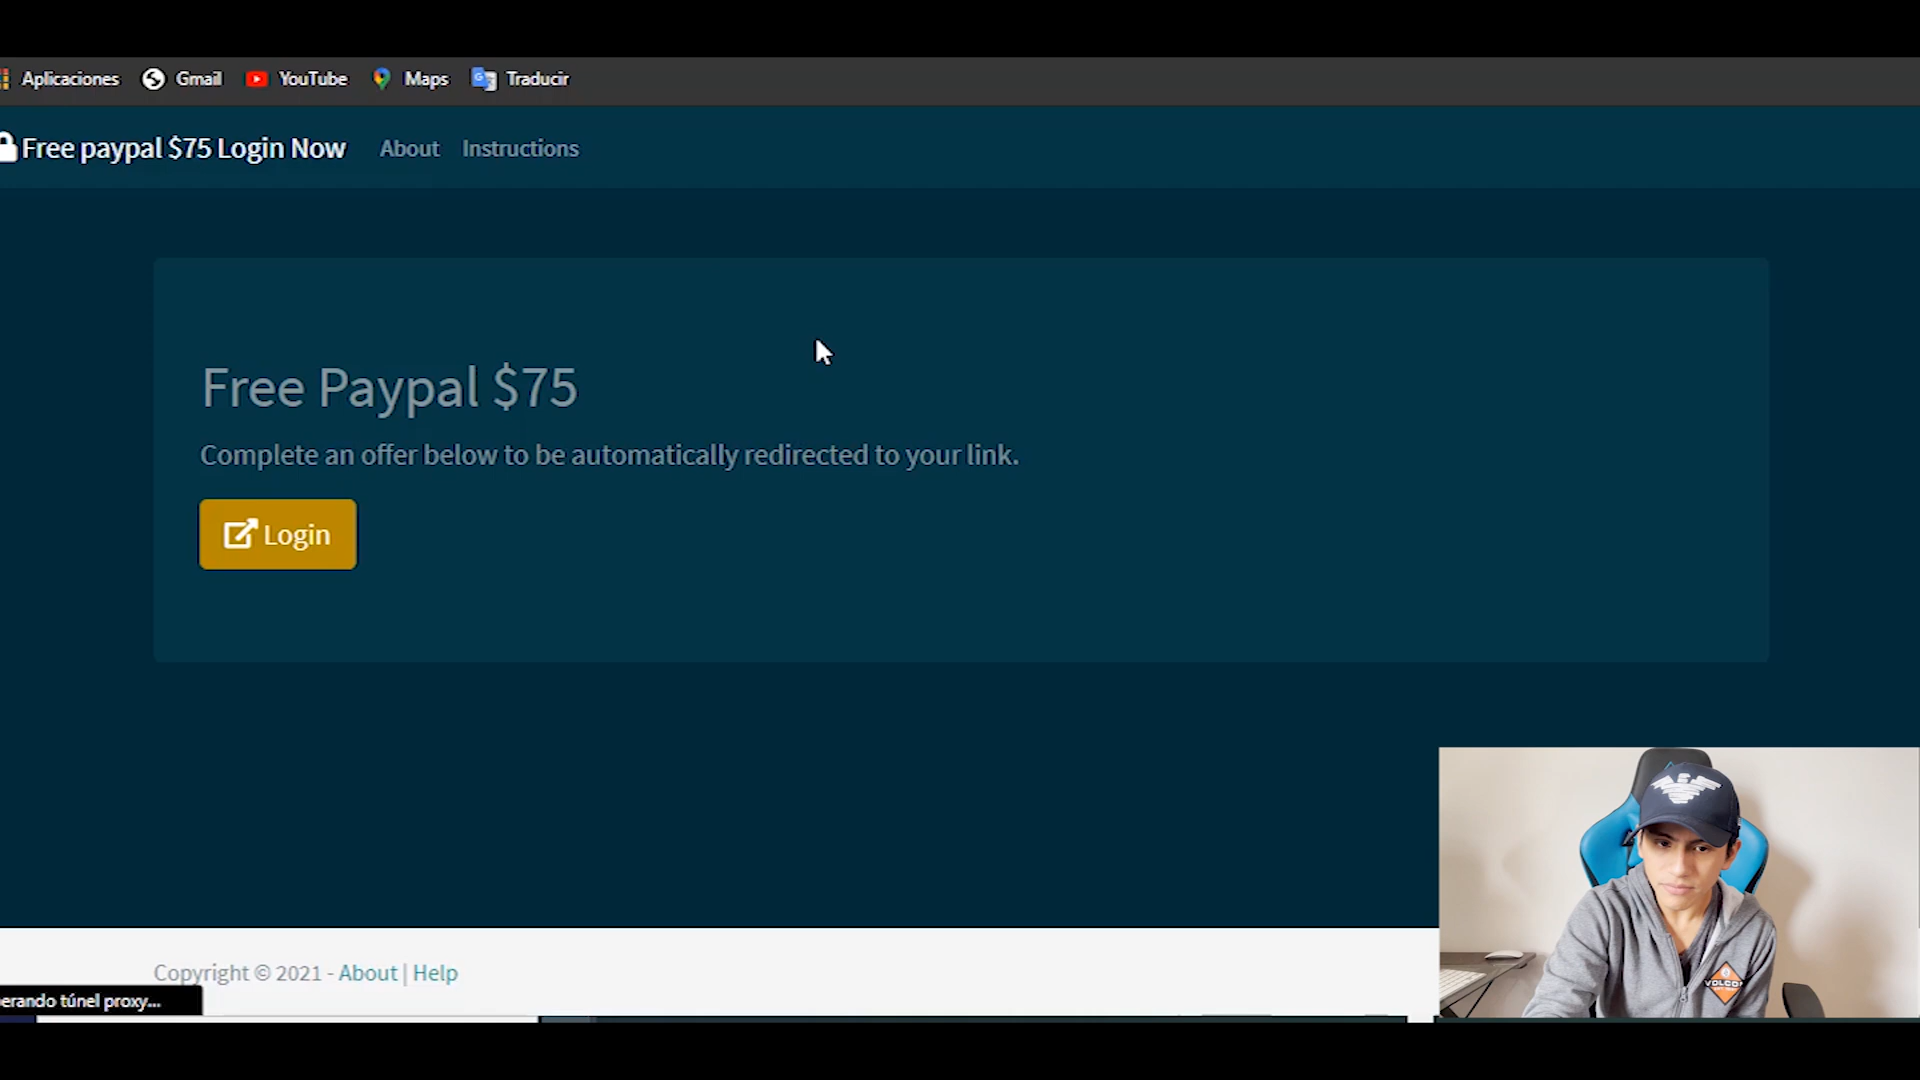 Aplicaciones Gmail YouTube Maps Traducir
Free paypal $75 Login Now About Instructions
Free Paypal $75
Complete an offer below to be automatically redirected to your link.
Login
Copyright © 2021 - About | Help
erando túnel proxy...
VOLCOM